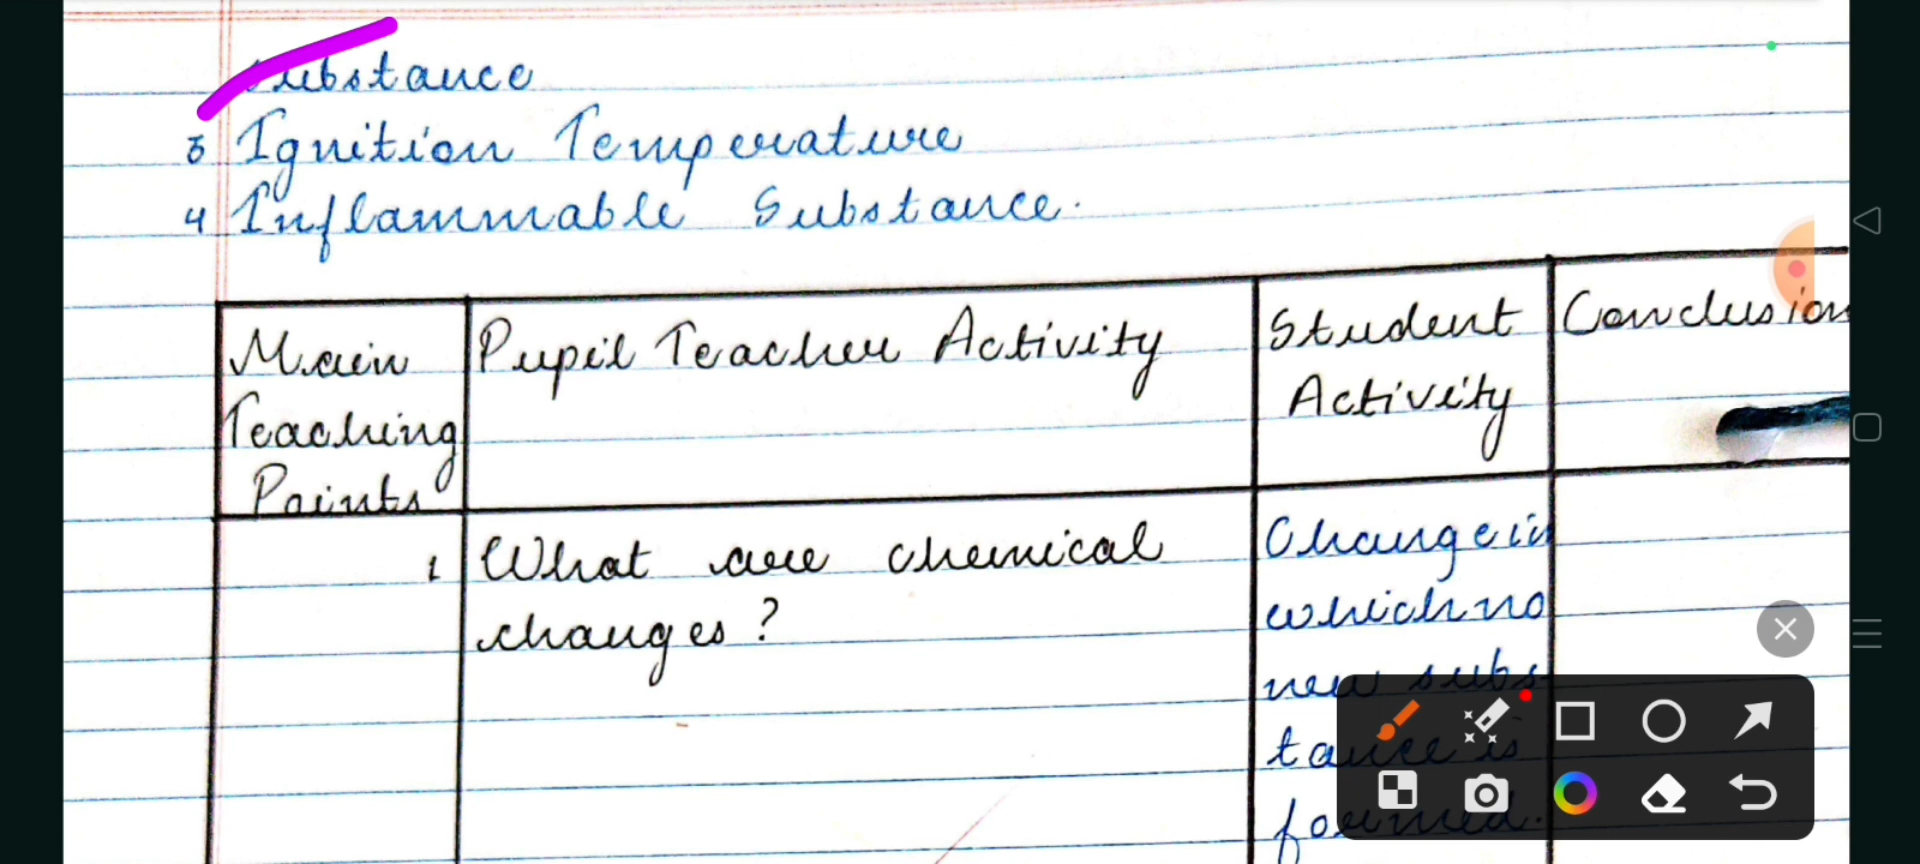 Substance
3 Ignition Temperature
4 Inflammable Substance.
Main Teaching Points
Pupil Teacher Activity
Student Activity
Conclusion
1 What are chemical changes?
Change in
which no
new subs
tance is
formed.